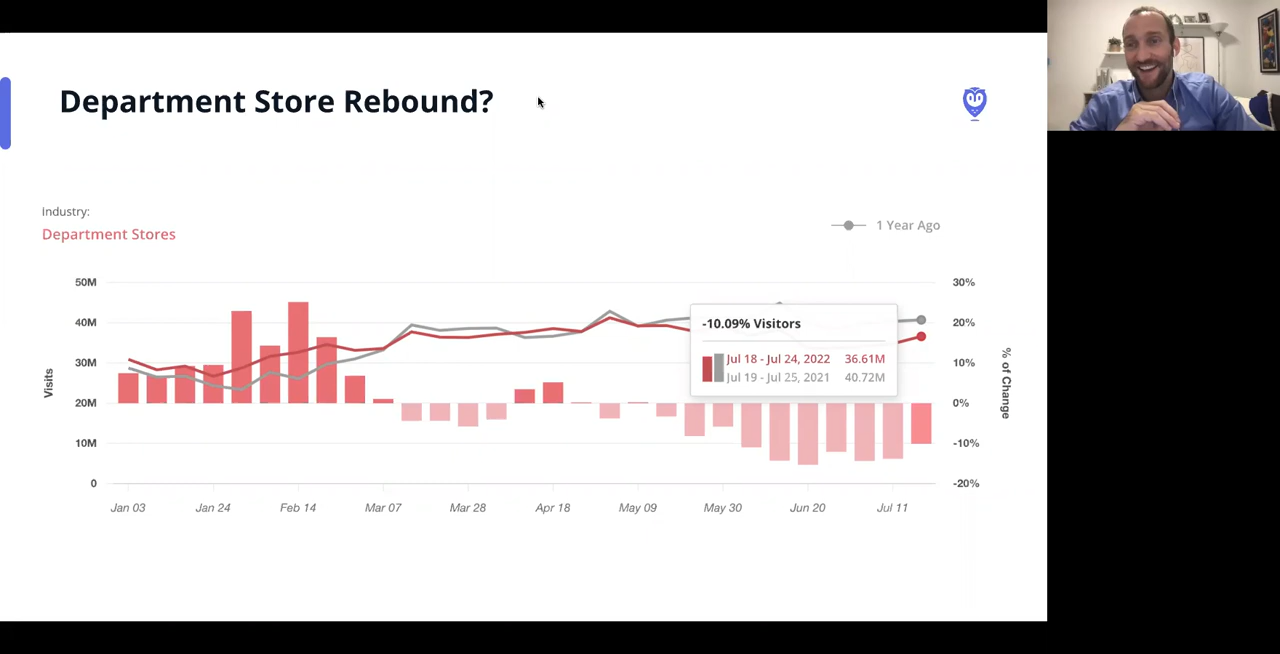 Department Store Rebound?
Industry:
Department Stores
1 Year Ago
50M
40M
30M
20M
10M
0
Visits
30%
20%
10%
0%
-10%
-20%
% of Change
-10.09% Visitors
Jul 18 - Jul 24, 2022 36.61M
Jul 19 - Jul 25, 2021 40.72M
Jan 03 Jan 24 Feb 14 Mar 07 Mar 28 Apr 18 May 09 May 30 Jun 20 Jul 11